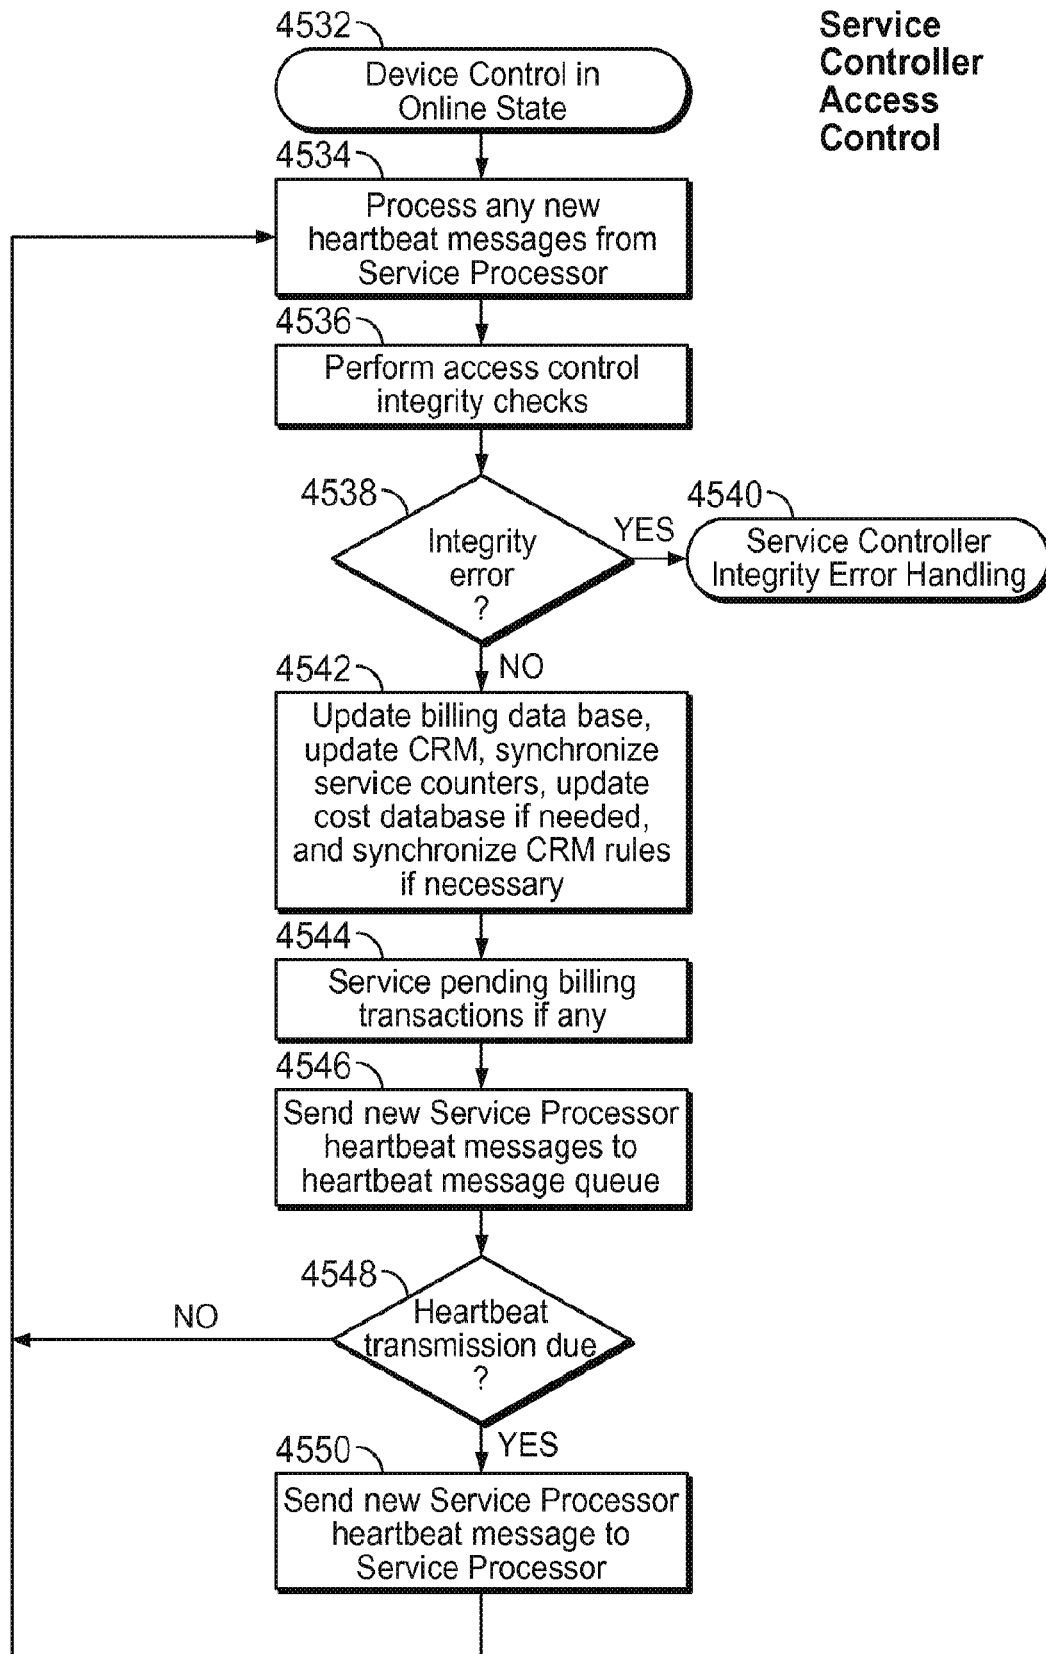 Service
Controller
Access
Control
4532
Device Control in
Online State
4534
Process any new
heartbeat messages from
Service Processor
4536
Perform access control
integrity checks
4538
Integrity
error
?
YES
4540
Service Controller
Integrity Error Handling
NO
4542
Update billing data base,
update CRM, synchronize
service counters, update
cost database if needed,
and synchronize CRM rules
if necessary
4544
Service pending billing
transactions if any
4546
Send new Service Processor
heartbeat messages to
heartbeat message queue
4548
Heartbeat
transmission due
?
NO
YES
4550
Send new Service Processor
heartbeat message to
Service Processor